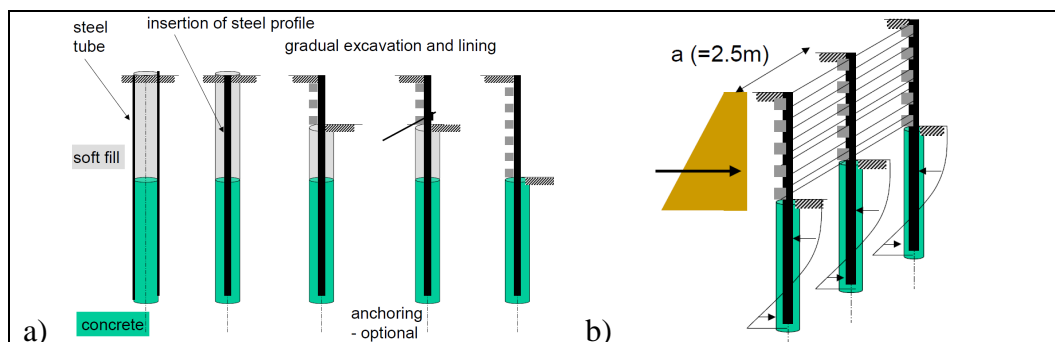 steel
tube
insertion of steel profile
gradual excavation and lining
soft fill
concrete
anchoring
- optional
a)
a (=2.5m)
b)